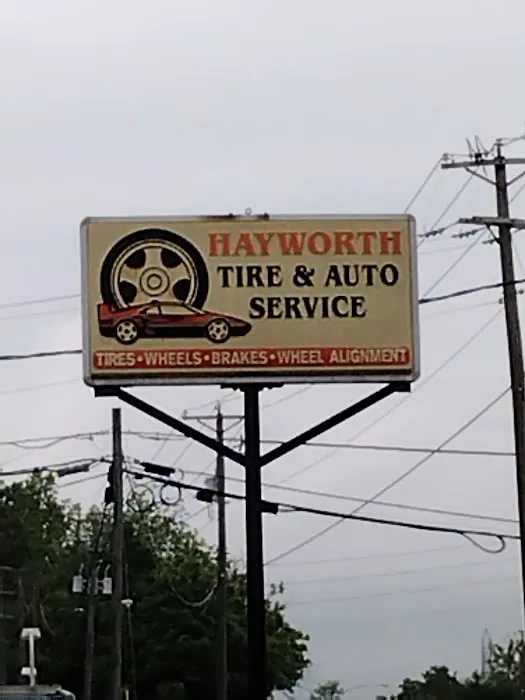 HAYWORTH
TIRE & AUTO
SERVICE
TIRES•WHEELS•BRAKES•WHEEL ALIGNMENT